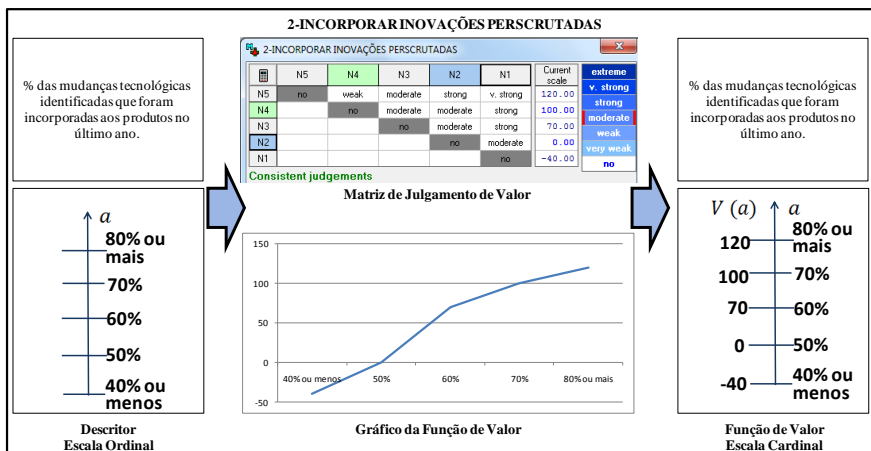 2-INCORPORAR INOVAÇÕES PERSCRUTADAS
% das mudanças tecnológicas
identificadas que foram
incorporadas aos produtos no
último ano.
a
80% ou
mais
70%
60%
50%
40% ou
menos
Descritor
Escala Ordinal
2-INCORPORAR INOVAÇÕES PERSCRUTADAS
N5 N4 N3 N2 N1 Current
scale
N5 no weak moderate strong v. strong 120.00
N4 no moderate strong 100.00
N3 no moderate strong 70.00
N2 no moderate 0.00
N1 no -40.00
extreme
v. strong
strong
moderate
weak
very weak
no
Consistent judgements
Matriz de Julgamento de Valor
150
100
50
0
-50
40% ou menos 50% 60% 70% 80% ou mais
Gráfico da Função de Valor
% das mudanças tecnológicas
identificadas que foram
incorporadas aos produtos no
último ano.
V (a) a
120 80% ou
mais
100 70%
70 60%
0 50%
-40 40% ou
menos
Função de Valor
Escala Cardinal